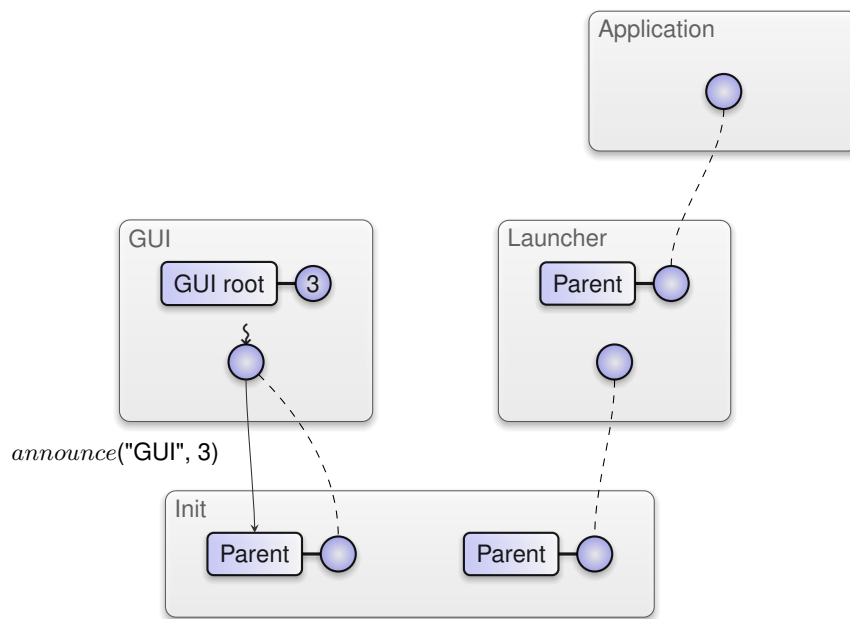 Application
GUI
Launcher
GUI root
3
Parent
announce("GUI", 3)
Init
Parent
Parent